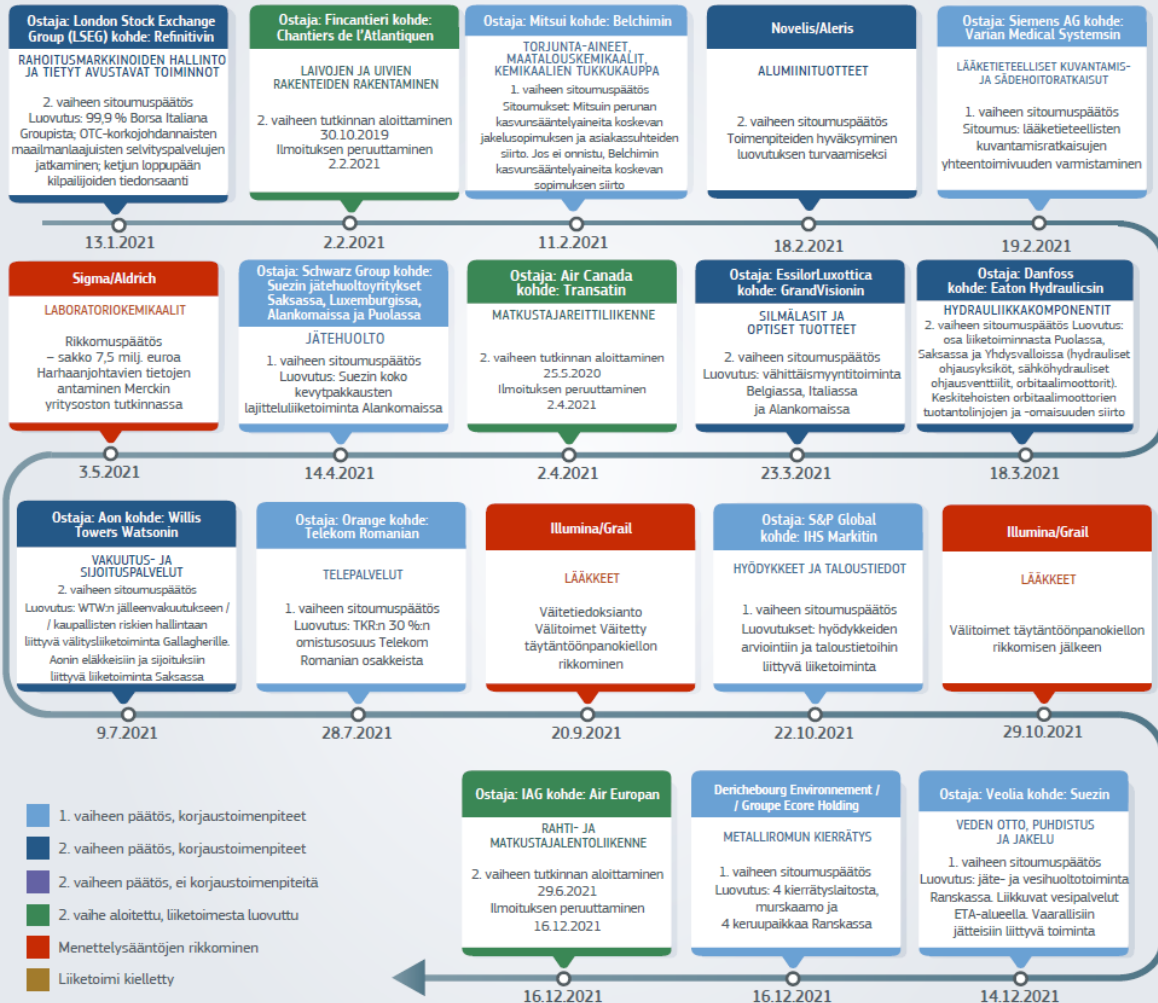 Ostaja: London Stock Exchange
Group (LSEG) kohde: Refinitivin
RAHOITUSMARKKINOIDEN HALLINTO
JA TIETYT AVUSTAVAT TOIMINNOT
2. vaiheen sitoumuspäätös
Luovutus: 99,9 % Borsa Italiana
Groupista; OTC-korkojohdannaisten
maailmanlaajuisten selvityspalvelujen
jatkaminen; ketjun loppupään
kilpailijoiden tiedonsaanti
13.1.2021
Ostaja: Fincantieri kohde:
Chantiers de l'Atlantiquen
LAIVOJEN JA UIVIEN
RAKENTEIDEN RAKENTAMINEN
2. vaiheen tutkinnan aloittaminen
30.10.2019
Ilmoituksen peruuttaminen
2.2.2021
2.2.2021
Ostaja: Mitsui kohde: Belchimin
TORJUNTA-AINEET,
MAATALOUSKEMIKAALIT,
KEMIKAALIEN TUKKUKAUPPA
1. vaiheen sitoumuspäätös
Sitoumukset: Mitsuin perunan
kasvunsääntelyaineita koskevan
jakelusopimuksen ja asiakassuhteiden
siirto. Jos ei onnistu, Belchimin
kasvunsääntelyaineita koskevan
sopimuksen siirto
11.2.2021
Novelis/Aleris
ALUMIINITUOTTEET
2. vaiheen sitoumuspäätös
Toimenpiteiden hyväksyminen
luovutuksen turvaamiseksi
18.2.2021
Ostaja: Siemens AG kohde:
Varian Medical Systemsin
LÄÄKETIETEELLISET KUVANTAMIS-
JA SÄDEHOITORATKAISUT
1. vaiheen sitoumuspäätös
Sitoumus: lääketieteellisten
kuvantamisratkaisujen
yhteentoimivuuden varmistaminen
19.2.2021
Sigma/Aldrich
LABORATORIOKEMIKAALIT
Rikkomuspäätös
– sakko 7,5 milj. euroa
Harhaanjohtavien tietojen
antaminen Merckin
yritysoston tutkinnassa
3.5.2021
Ostaja: Schwarz Group kohde:
Suezin jätehuoltoyritykset
Saksassa, Luxemburgissa,
Alankomaissa ja Puolassa
JÄTEHUOLTO
1. vaiheen sitoumuspäätös
Luovutus: Suezin koko
kevytpakkausten
lajitteluliiketoiminta Alankomaissa
14.4.2021
Ostaja: Air Canada
kohde: Transatin
MATKUSTAJAREITTILIIKENNE
2. vaiheen tutkinnan aloittaminen
25.5.2020
Ilmoituksen peruuttaminen
2.4.2021
2.4.2021
Ostaja: EssilorLuxottica
kohde: GrandVisionin
SILMÄLASIT JA
OPTISET TUOTTEET
2. vaiheen sitoumuspäätös
Luovutus: vähittäismyyntitoiminta
Belgiassa, Italiassa
ja Alankomaissa
23.3.2021
Ostaja: Danfoss
kohde: Eaton Hydraulicsin
HYDRAULIIKKAKOMPONENTIT
2. vaiheen sitoumuspäätös Luovutus:
osa liiketoiminnasta Puolassa,
Saksassa ja Yhdysvalloissa (hydrauliset
ohjausyksiköt, sähköhydrauliset
ohjausventtiilit, orbitaalimoottorit).
Keskitehoisten orbitaalimoottorien
tuotantolinjojen ja -omaisuuden siirto
18.3.2021
Ostaja: Aon kohde: Willis
Towers Watsonin
VAKUUTUS- JA
SIJOITUSPALVELUT
2. vaiheen sitoumuspäätös
Luovutus: WTW:n jälleenvakuutukseen /
/ kaupallisten riskien hallintaan
liittyvä välitysliiketoiminta Gallagherille.
Aonin eläkkeisiin ja sijoituksiin
liittyvä liiketoiminta Saksassa
9.7.2021
Ostaja: Orange kohde:
Telekom Romanian
TELEPALVELUT
1. vaiheen sitoumuspäätös
Luovutus: TKR:n 30 %:n
omistusosuus Telekom
Romanian osakkeista
28.7.2021
Illumina/Grail
LÄÄKKEET
Väitetiedoksianto
Välitoimet Väitetty
täytäntöönpanokiellon
rikkominen
20.9.2021
Ostaja: S&P Global
kohde: IHS Markitin
HYÖDYKKEET JA TALOUSTIEDOT
1. vaiheen sitoumuspäätös
Luovutukset: hyödykkeiden
arviointiin ja taloustietoihin
liittyvä liiketoiminta
22.10.2021
Illumina/Grail
LÄÄKKEET
Välitoimet täytäntöönpanokiellon
rikkomisen jälkeen
29.10.2021
Ostaja: IAG kohde: Air Europan
RAHTI- JA
MATKUSTAJALENTOLIIKENNE
2. vaiheen tutkinnan aloittaminen
29.6.2021
Ilmoituksen peruuttaminen
16.12.2021
16.12.2021
Derichebourg Environnement /
/ Groupe Ecore Holding
METALLIROMUN KIERRÄTYS
1. vaiheen sitoumuspäätös
Luovutus: 4 kierrätyslaitosta,
murskaamo ja
4 keruupaikkaa Ranskassa
16.12.2021
Ostaja: Veolia kohde: Suezin
VEDEN OTTO, PUHDISTUS
JA JAKELU
1. vaiheen sitoumuspäätös
Luovutus: jäte- ja vesihuoltotoiminta
Ranskassa. Liikkuvat vesipalvelut
ETA-alueella. Vaarallisiin
jätteisiin liittyvä toiminta
14.12.2021
1. vaiheen päätös, korjaustoimenpiteet
2. vaiheen päätös, korjaustoimenpiteet
2. vaiheen päätös, ei korjaustoimenpiteitä
2. vaihe aloitettu, liiketoimesta luovuttu
Menettelysääntöjen rikkominen
Liiketoimi kielletty